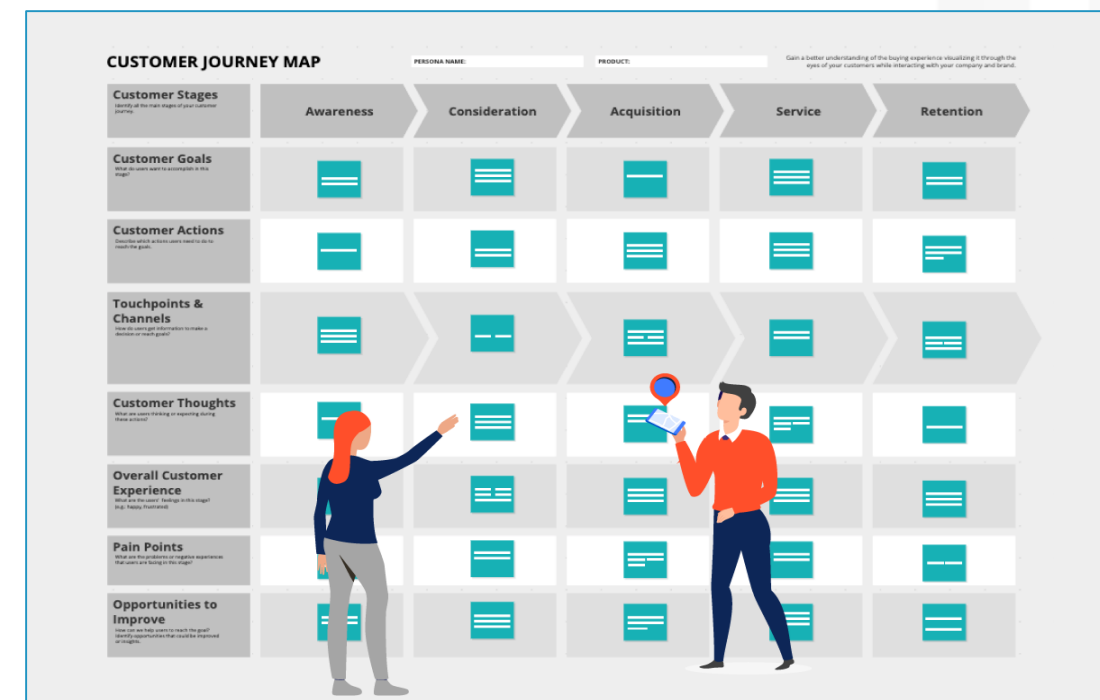 CUSTOMER JOURNEY MAP
PERSONA NAME:
PRODUCT:
Gain a better understanding of the buying experience visualizing it through the
eyes of your customers while interacting with your company and brand.
Customer Stages
Identify all the main stages of your customer
journey.
Awareness
Consideration
Acquisition
Service
Retention
Customer Goals
What do users want to accomplish in this
stage?
Customer Actions
Describe which actions users need to do to
reach the goals.
Touchpoints &
Channels
How do users get information to make a
decision or reach goals?
Customer Thoughts
What are users thinking or expecting during
these actions?
Overall Customer
Experience
What are the users' feelings in this stage?
(e.g.: happy, frustrated)
Pain Points
What are the problems or negative experiences
that users are facing in this stage?
Opportunities to
Improve
How can we help users to reach the goal?
Identify opportunities that could be improved
or insights.